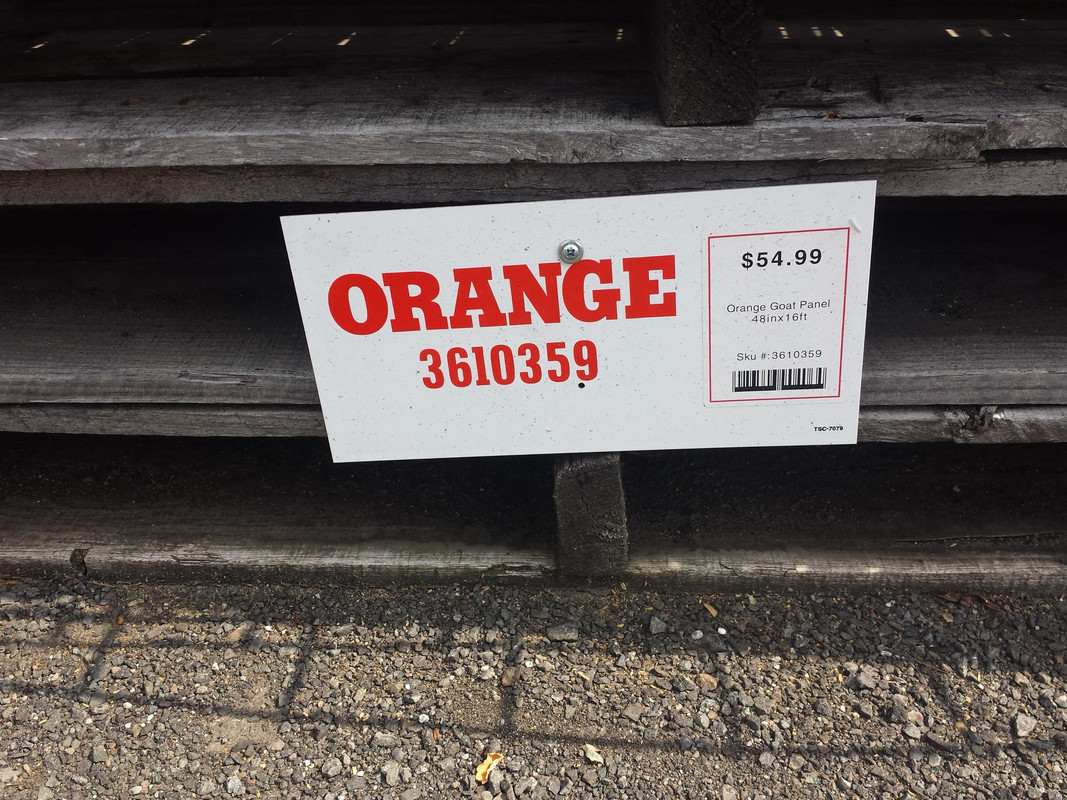 ORANGE
3610359
$54.99
Orange Goat Panel
48inx16ft
Sku #:3610359
TSC-7079